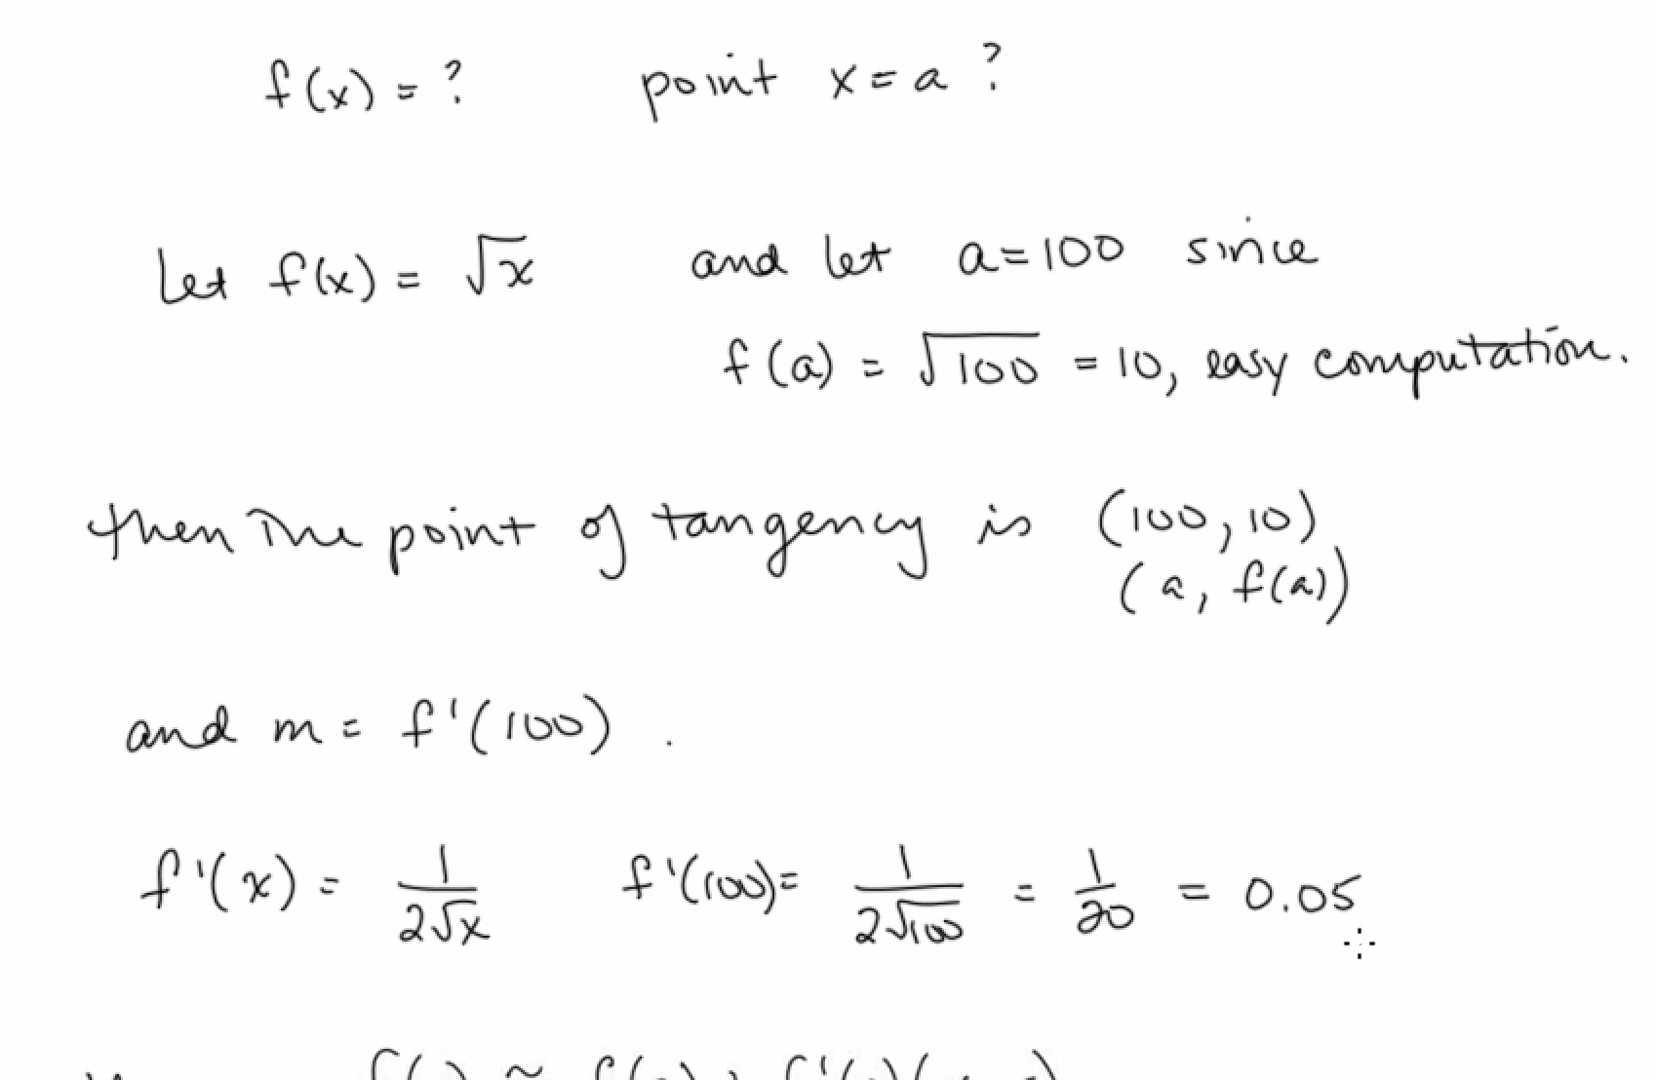 f(x) = ? point x = a ?
Let f(x) = √x and let a = 100 since
f(a) = √100 = 10, easy computation.
then the point of tangency is (100, 10)
(a, f(a))
and m = f'(100) .
f'(x) = 1/(2√x) f'(100) = 1/(2√100) = 1/20 = 0.05